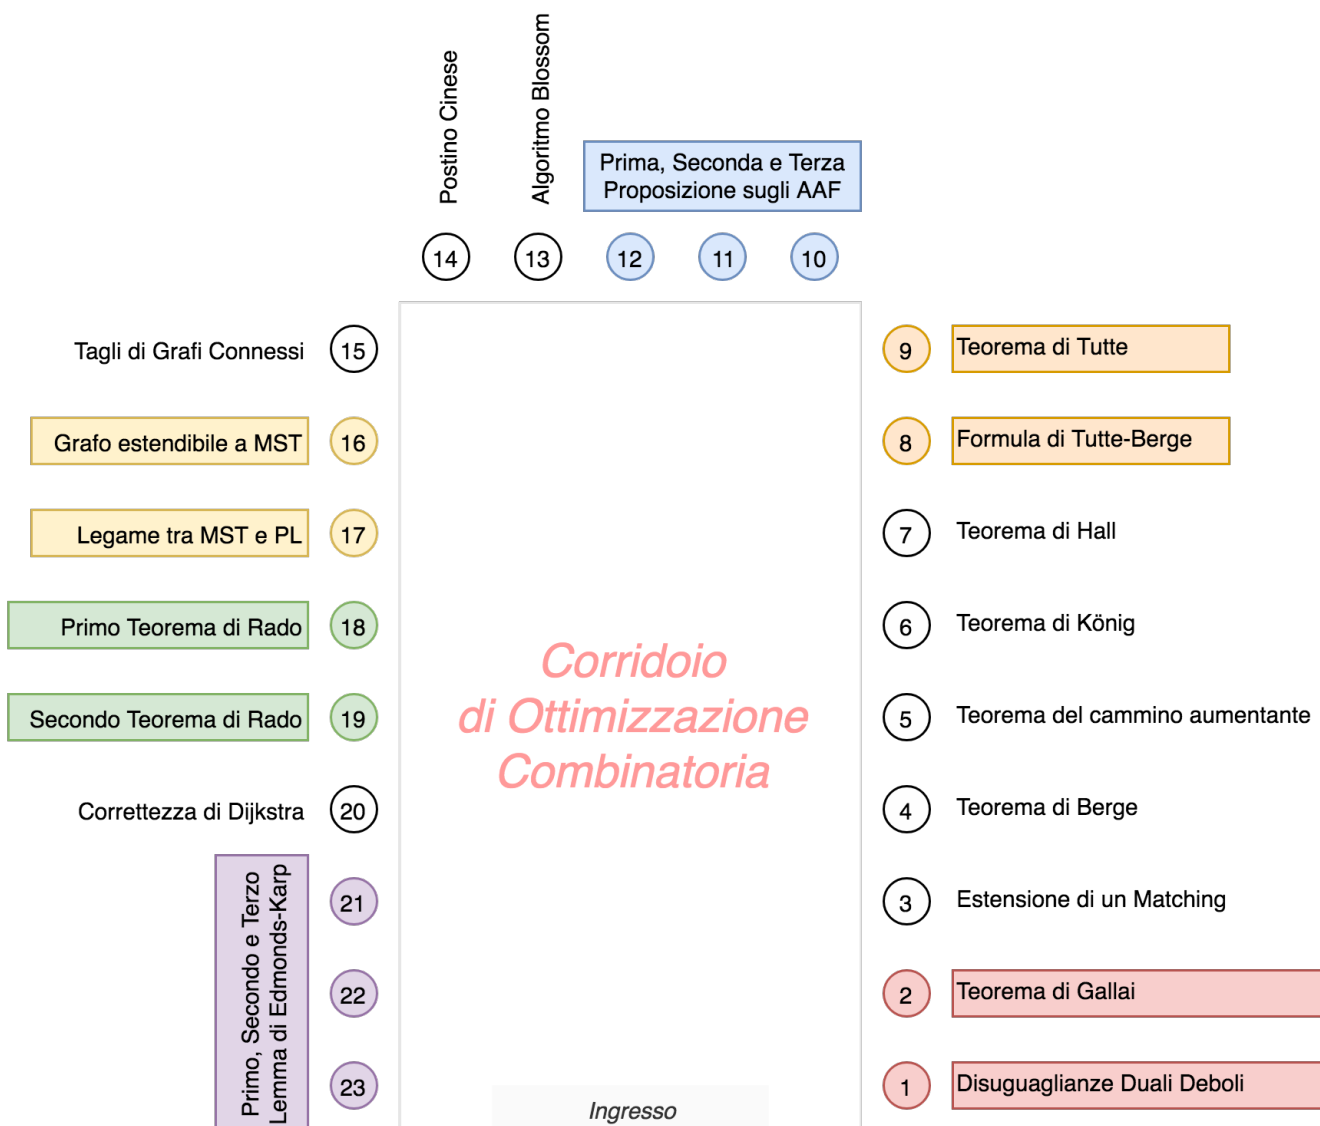 Postino Cinese
Algoritmo Blossom
Prima, Seconda e Terza
Proposizione sugli AAF
14
13
12
11
10
Tagli di Grafi Connessi
15
9
Teorema di Tutte
Grafo estendibile a MST
16
8
Formula di Tutte-Berge
Legame tra MST e PL
17
7
Teorema di Hall
Primo Teorema di Rado
18
6
Teorema di König
Corridoio
di Ottimizzazione
Combinatoria
Secondo Teorema di Rado
19
5
Teorema del cammino aumentante
Correttezza di Dijkstra
20
4
Teorema di Berge
Primo, Secondo e Terzo
Lemma di Edmonds-Karp
21
3
Estensione di un Matching
22
2
Teorema di Gallai
23
1
Disuguaglianze Duali Deboli
Ingresso